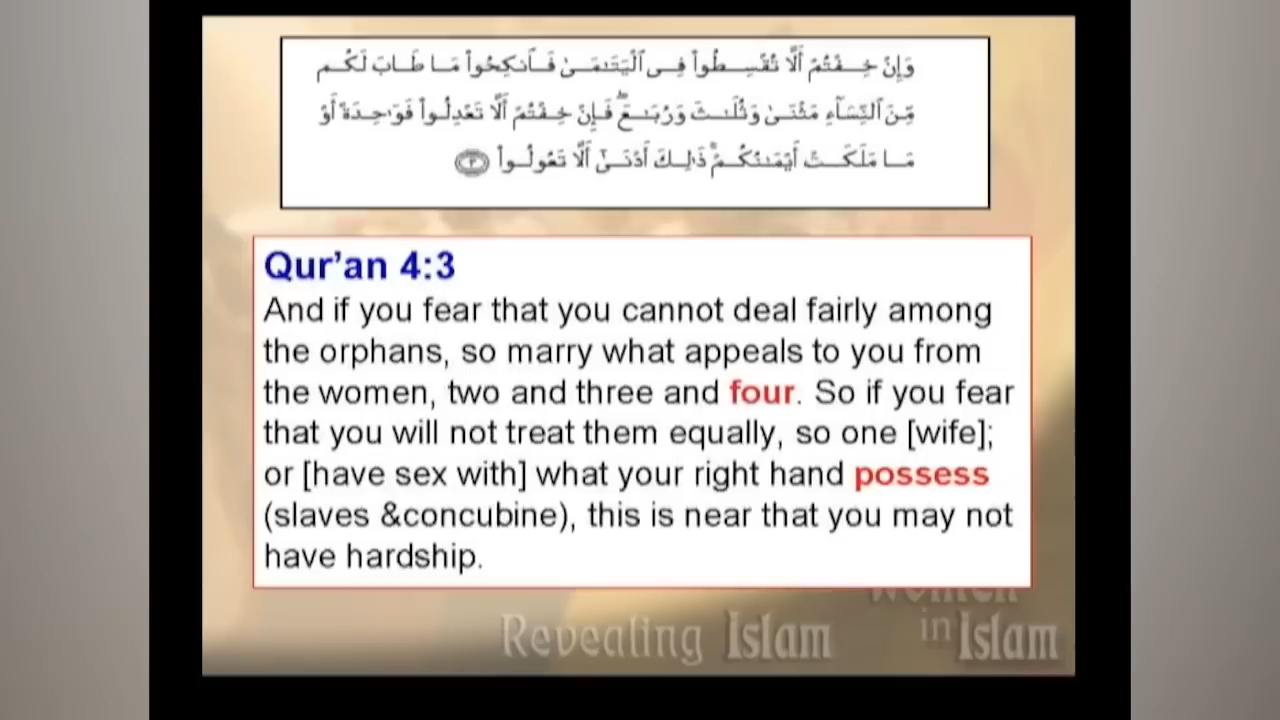 وَإِنْ خِفْتُمْ أَلَّا تُقْسِطُوا۟ فِى ٱلْيَتَـٰمَىٰ فَٱنكِحُوا۟ مَا طَابَ لَكُم
مِّنَ ٱلنِّسَآءِ مَثْنَىٰ وَثُلَـٰثَ وَرُبَـٰعَ ۖ فَإِنْ خِفْتُمْ أَلَّا تَعْدِلُوا۟ فَوَٰحِدَةً أَوْ
مَا مَلَكَتْ أَيْمَـٰنُكُمْ ۚ ذَٰلِكَ أَدْنَىٰٓ أَلَّا تَعُولُوا۟ ٣
Qur’an 4:3
And if you fear that you cannot deal fairly among
the orphans, so marry what appeals to you from
the women, two and three and four. So if you fear
that you will not treat them equally, so one [wife];
or [have sex with] what your right hand possess
(slaves &concubine), this is near that you may not
have hardship.
Women
Revealing Islam in Islam